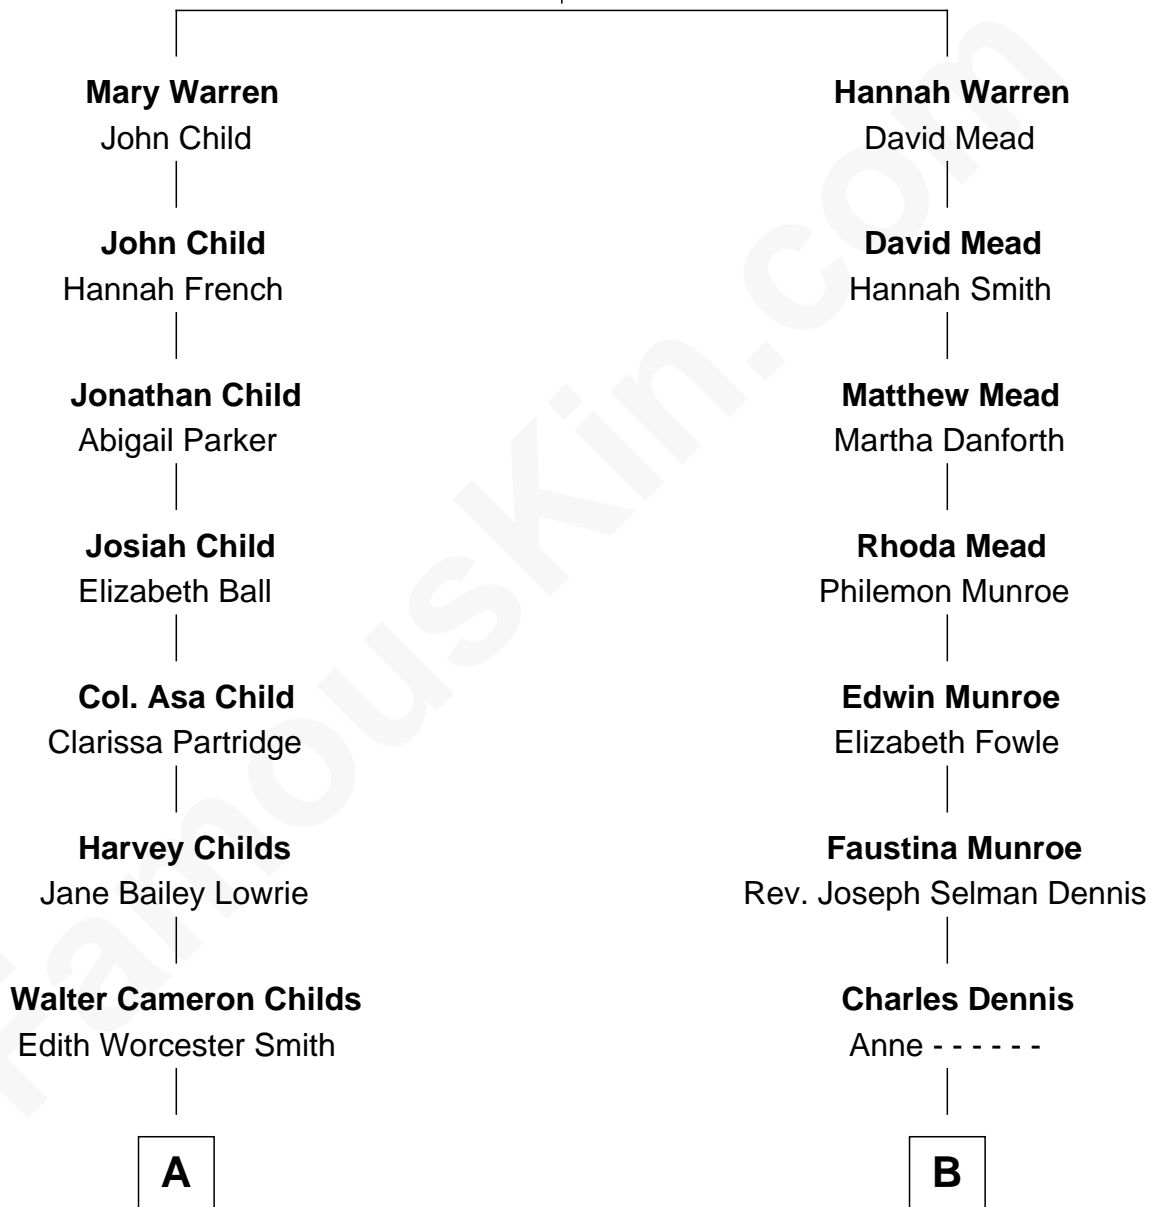 Mary Warren
John Child
Hannah Warren
David Mead
John Child
Hannah French
David Mead
Hannah Smith
Jonathan Child
Abigail Parker
Matthew Mead
Martha Danforth
Josiah Child
Elizabeth Ball
Rhoda Mead
Philemon Munroe
Col. Asa Child
Clarissa Partridge
Edwin Munroe
Elizabeth Fowle
Harvey Childs
Jane Bailey Lowrie
Faustina Munroe
Rev. Joseph Selman Dennis
Walter Cameron Childs
Edith Worcester Smith
Charles Dennis
Anne - - - - - -
A
B
FamousKin.com